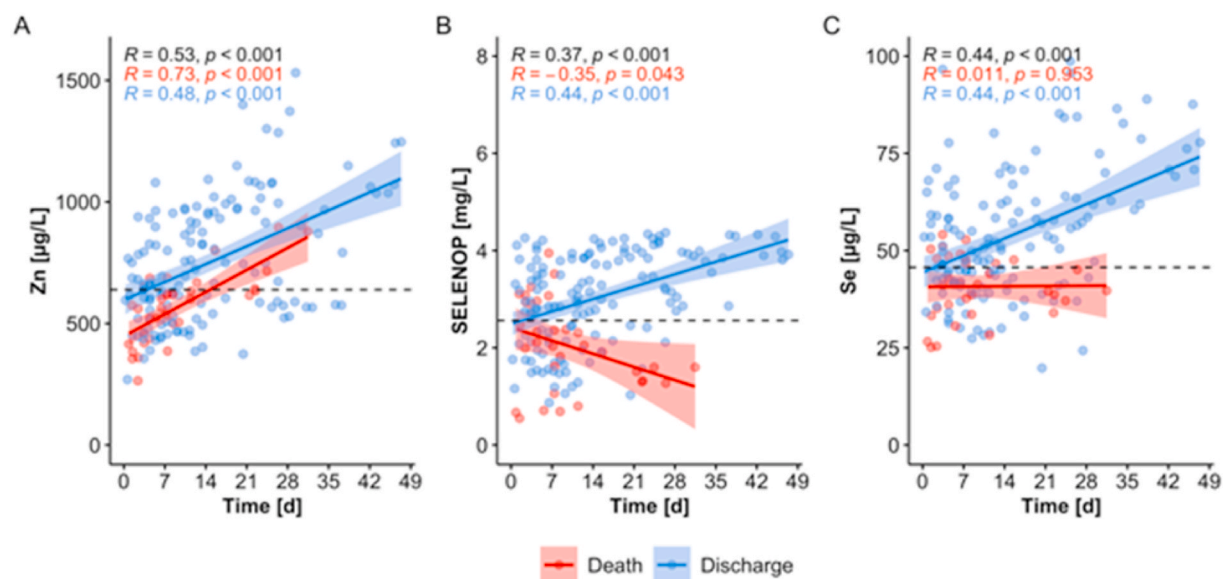 A
R = 0.53, p < 0.001
R = 0.73, p < 0.001
R = 0.48, p < 0.001
Zn [µg/L]
1500
1000
500
0
0 7 14 21 28 35 42 49
Time [d]
B
R = 0.37, p < 0.001
R = −0.35, p = 0.043
R = 0.44, p < 0.001
SELENOP [mg/L]
8
6
4
2
0
0 7 14 21 28 35 42 49
Time [d]
C
R = 0.44, p < 0.001
R = 0.011, p = 0.953
R = 0.44, p < 0.001
Se [µg/L]
100
75
50
25
0
0 7 14 21 28 35 42 49
Time [d]
Death Discharge